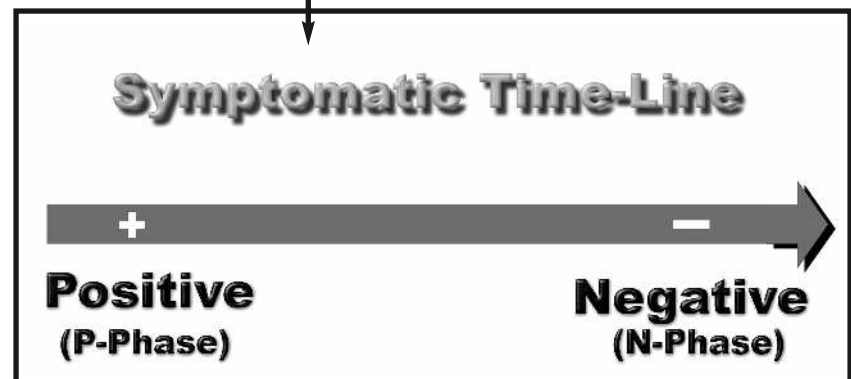 Symptomatic Time-Line
+ −
Positive Negative
(P-Phase) (N-Phase)